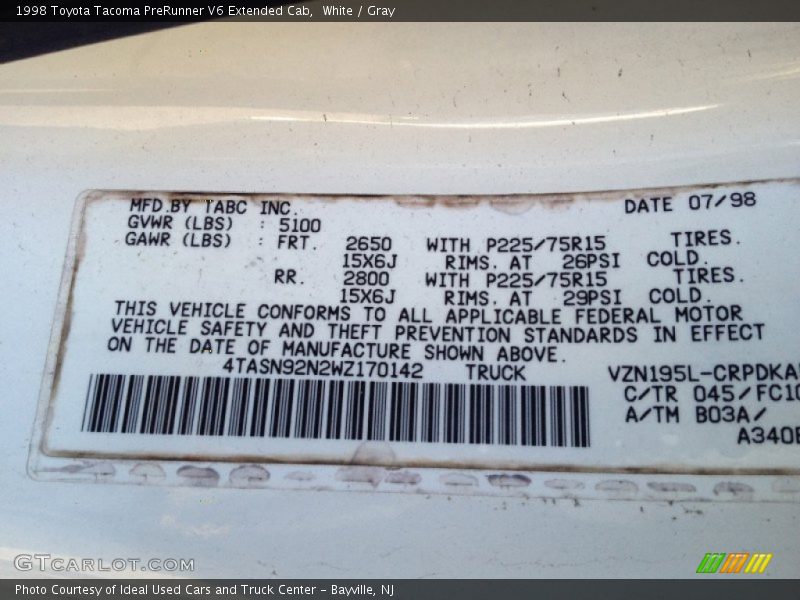 1998 Toyota Tacoma PreRunner V6 Extended Cab,  White / Gray
MFD.BY TABC INC. DATE 07/98
GVWR (LBS) : 5100
GAWR (LBS) : FRT. 2650 WITH P225/75R15 TIRES.
15X6J RIMS. AT 26PSI COLD.
RR. 2800 WITH P225/75R15 TIRES.
15X6J RIMS. AT 29PSI COLD.
THIS VEHICLE CONFORMS TO ALL APPLICABLE FEDERAL MOTOR
VEHICLE SAFETY AND THEFT PREVENTION STANDARDS IN EFFECT
ON THE DATE OF MANUFACTURE SHOWN ABOVE.
4TASN92N2WZ170142 TRUCK VZN195L-CRPDKA
C/TR 045/FC10
A/TM B03A/
A340
GTCARLOT.COM
Photo Courtesy of Ideal Used Cars and Truck Center – Bayville, NJ